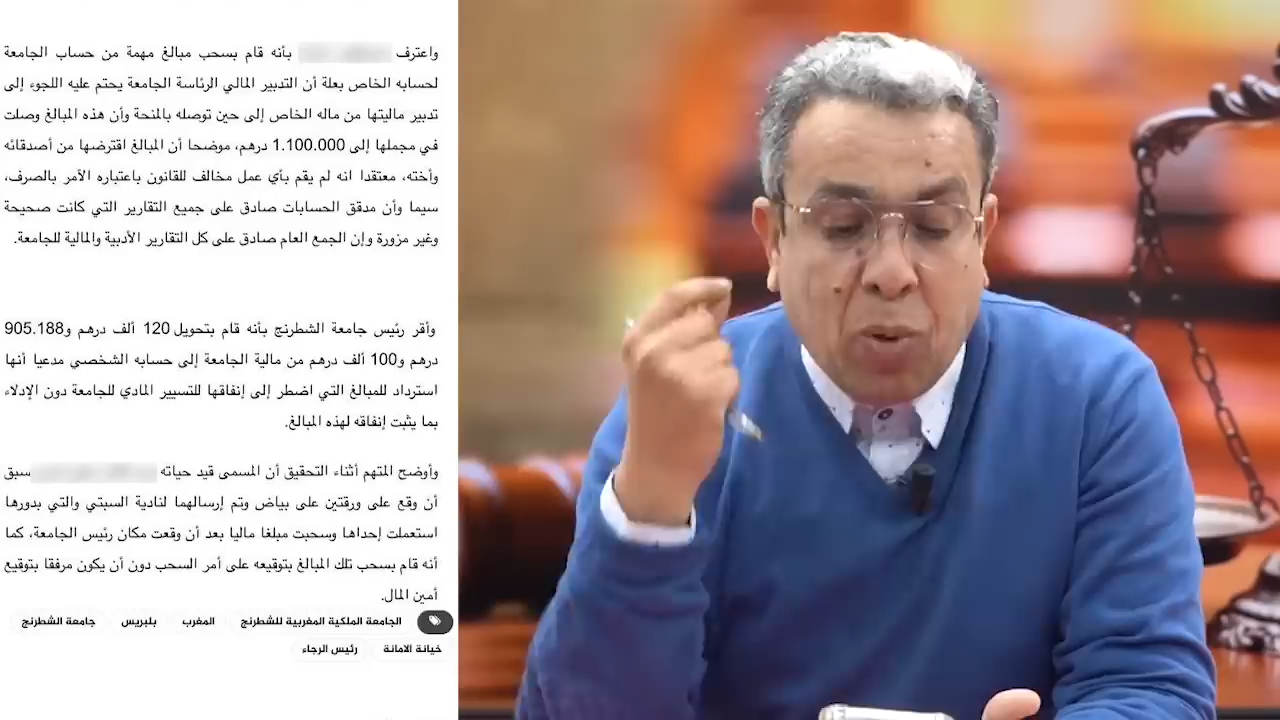 واعترف بأنه قام بسحب مبالغ مهمة من حساب الجامعة
لحسابه الخاص بعلة أن التدبير المالي الرئاسة الجامعة يحتم عليه اللجوء إلى
تدبير ماليتها من ماله الخاص إلى حين توصله بالمنحة وأن هذه المبالغ وصلت
في مجملها إلى 1.100.000 درهم، موضحا أن المبالغ اقترضها من أصدقائه
وأخته، معتقدا انه لم يقم بأي عمل مخالف للقانون باعتباره الأمر بالصرف،
سيما وأن مدقق الحسابات صادق على جميع التقارير التي كانت صحيحة
وغير مزورة وإن الجمع العام صادق على كل التقارير الأدبية والمالية للجامعة.
وأقر رئيس جامعة الشطرنج بأنه قام بتحويل 120 ألف درهم و905.188
درهم و100 ألف درهم من مالية الجامعة إلى حسابه الشخصي مدعيا أنها
استرداد للمبالغ التي اضطر إلى إنفاقها للتسيير المادي للجامعة دون الإدلاء
بما يثبت إنفاقه لهذه المبالغ.
وأوضح المتهم أثناء التحقيق أن المسمى قيد حياته سبق
أن وقع على ورقتين على بياض وتم إرسالهما لنادية السبتي والتي بدورها
استعملت إحداها وسحبت مبلغا ماليا بعد أن وقعت مكان رئيس الجامعة، كما
أنه قام بسحب تلك المبالغ بتوقيعه على أمر السحب دون أن يكون مرفقا بتوقيع
أمين المال.
الجامعة الملكية المغربية للشطرنج المغرب بلبريس جامعة الشطرنج
خيانة الامانة رئيس الرجاء